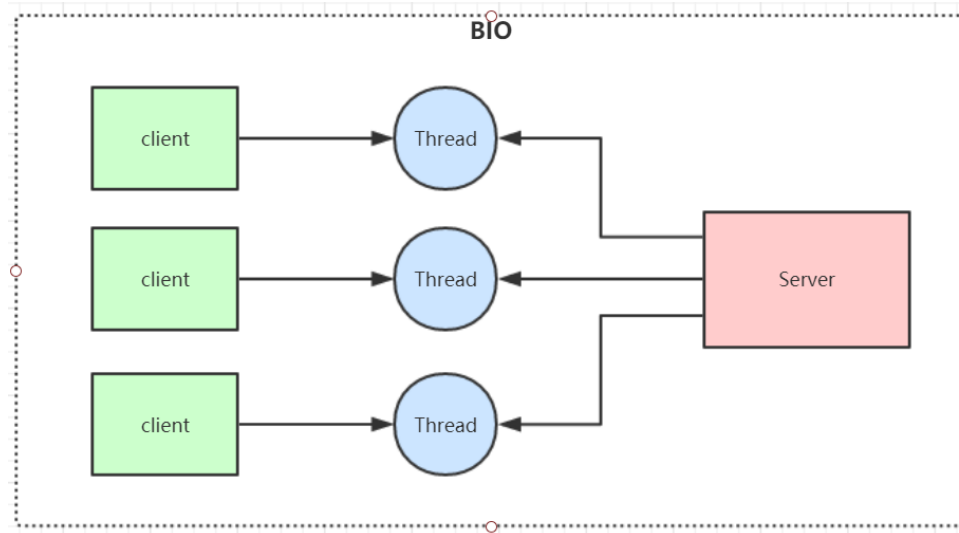 BIO
client
Thread
client
Thread
Server
client
Thread